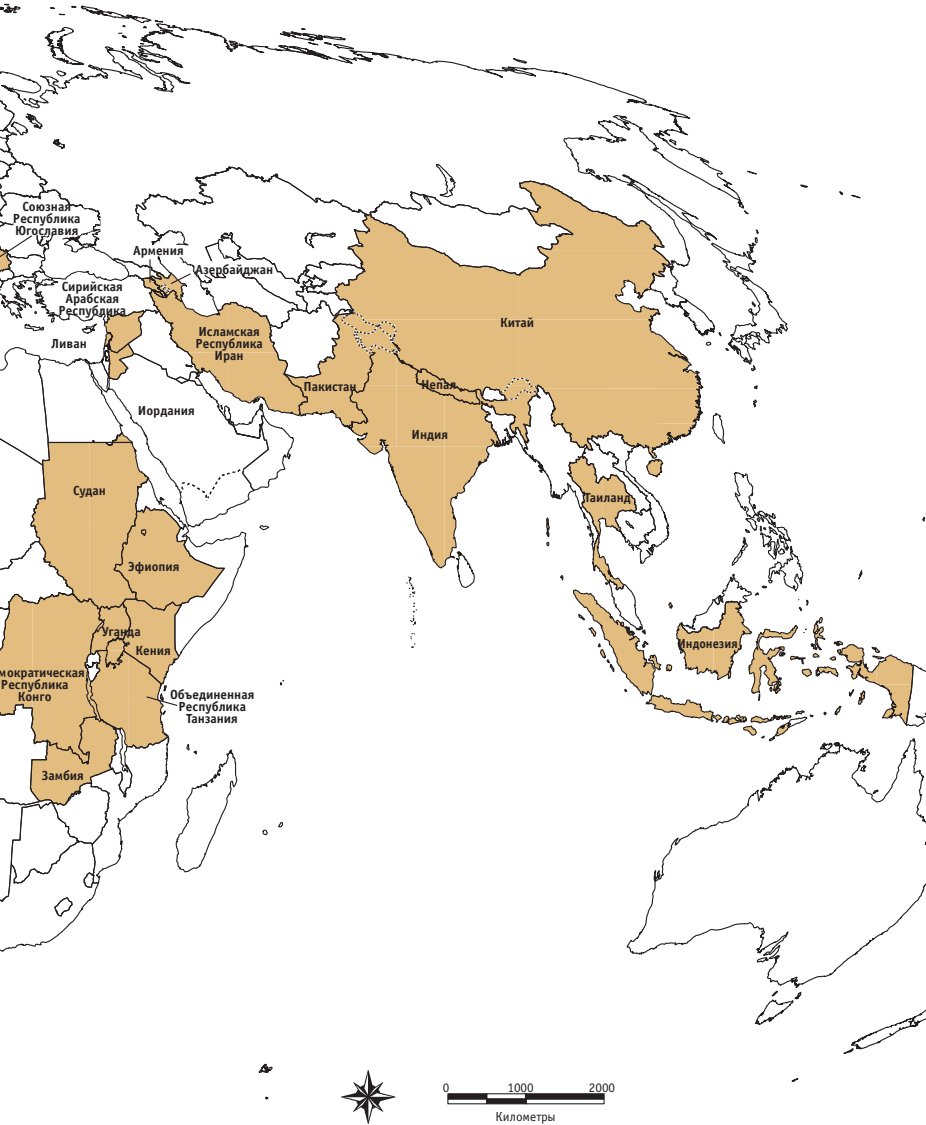 Союзная
Республика
Югославия
Армения
Азербайджан
Сирийская
Арабская
Республика
Исламская
Республика
Иран
Китай
Ливан
Пакистан
Непал
Иордания
Индия
Судан
Таиланд
Эфиопия
Уганда
Кения
Индонезия
мократическая
Республика
Конго
Объединенная
Республика
Танзания
Замбия
0 1000 2000
Километры